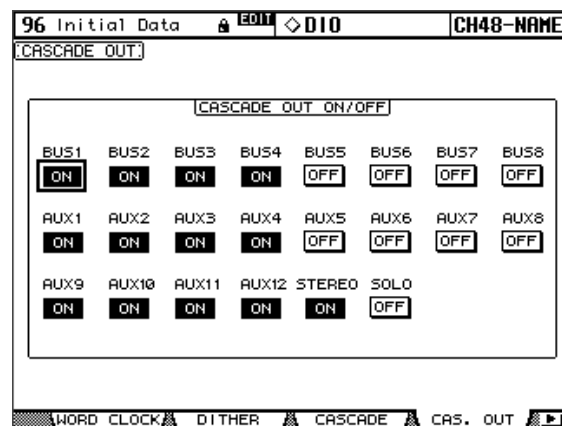 96 Initial Data EDIT ◇DIO CH48-NAME
CASCADE OUT
CASCADE OUT ON/OFF
BUS1 BUS2 BUS3 BUS4 BUS5 BUS6 BUS7 BUS8
ON ON ON ON OFF OFF OFF OFF
AUX1 AUX2 AUX3 AUX4 AUX5 AUX6 AUX7 AUX8
ON ON ON ON OFF OFF OFF OFF
AUX9 AUX10 AUX11 AUX12 STEREO SOLO
ON ON ON ON ON OFF
WORD CLOCK DITHER CASCADE CAS. OUT